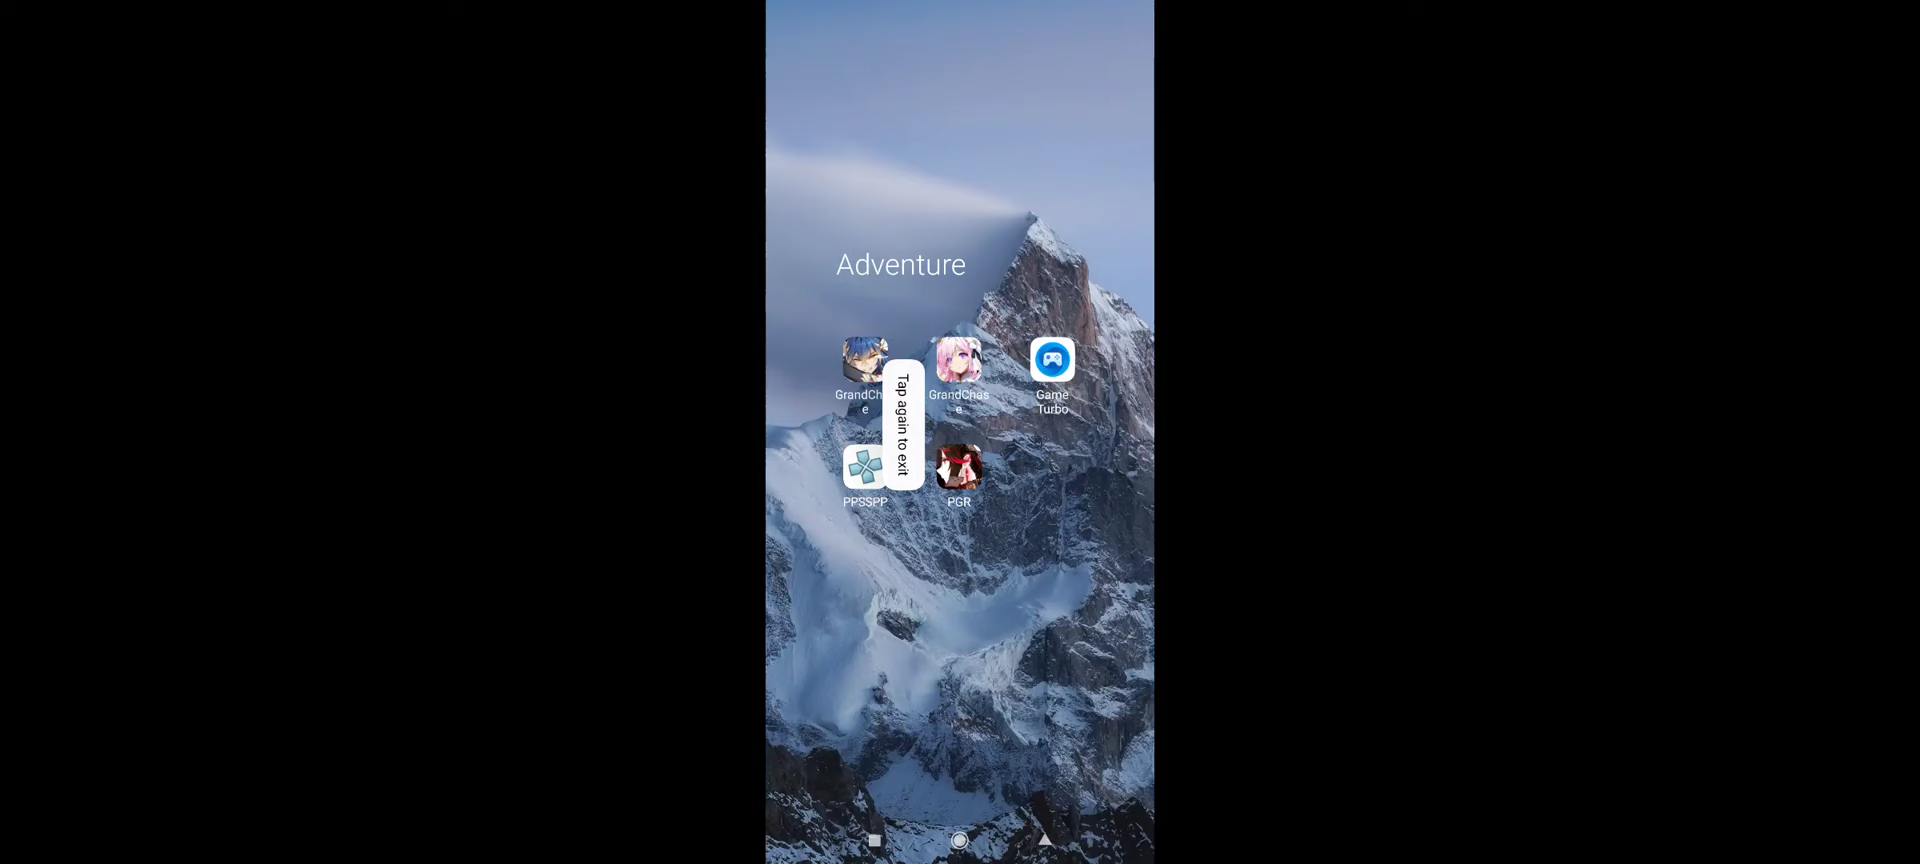 Adventure
GrandCh
e
GrandChas
e
Game
Turbo
Tap again to exit
PPSSPP
PGR